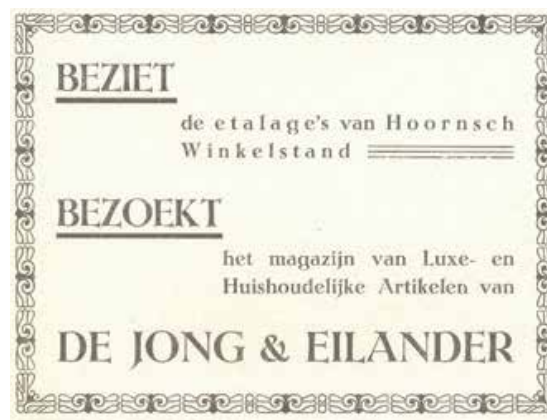 BEZIET
de etalage's van Hoornsch
Winkelstand
BEZOEKT
het magazijn van Luxe- en
Huishoudelijke Artikelen van
DE JONG & EILANDER